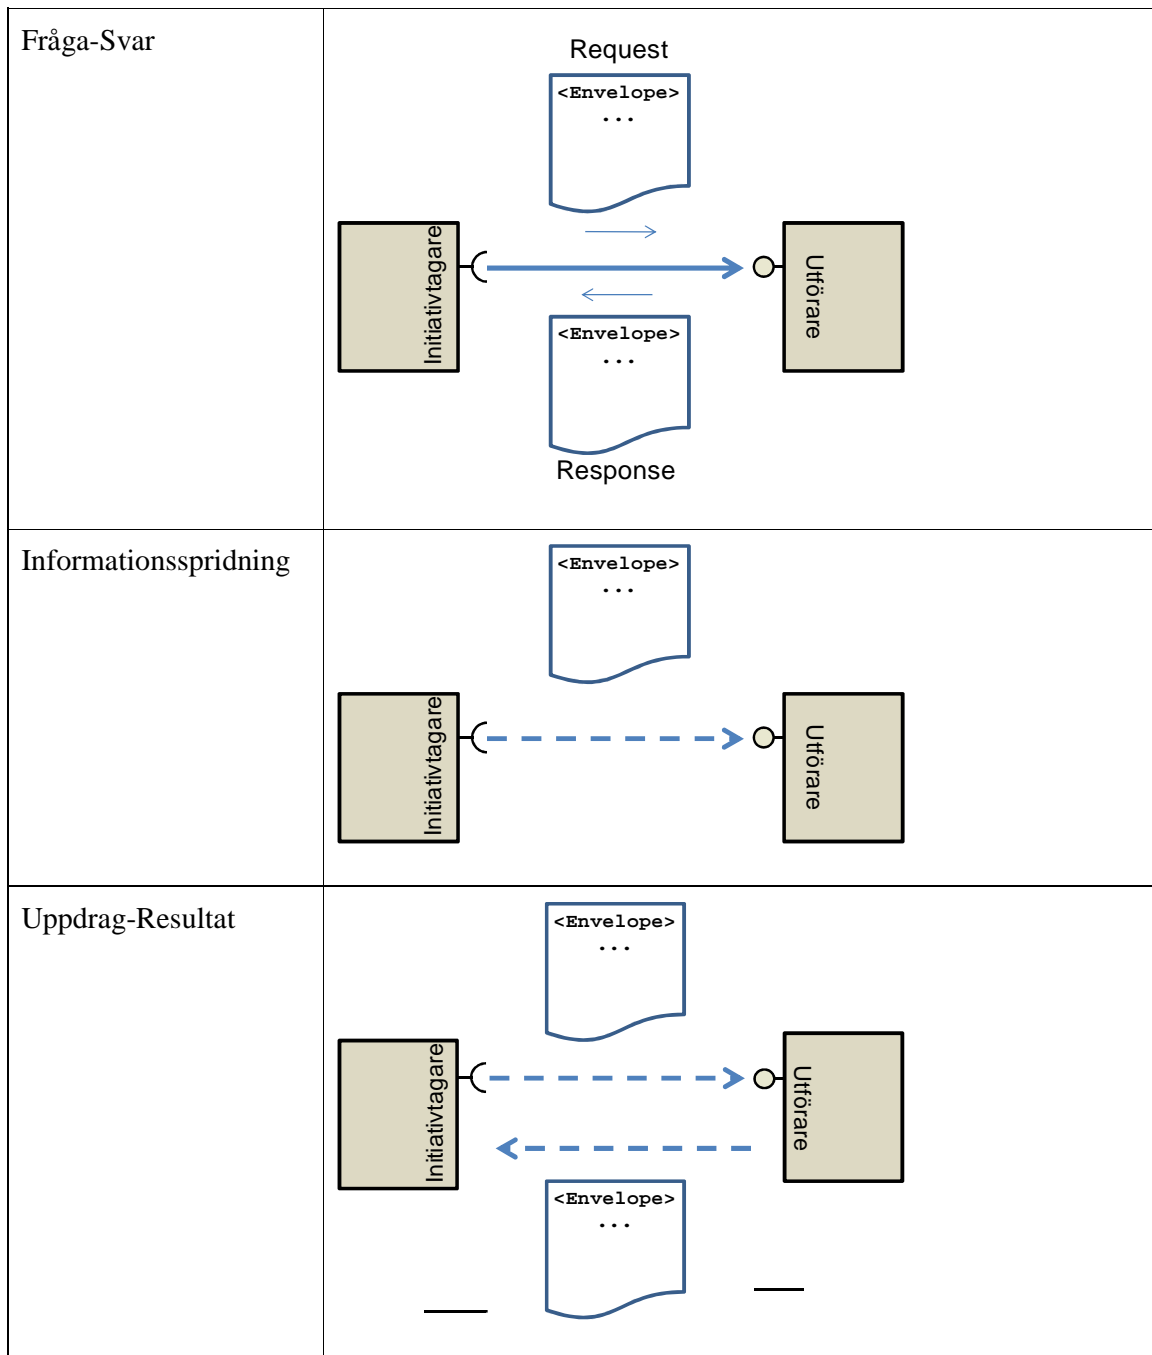 Fråga-Svar
Request
<Envelope>
...
Initiativtagare
Utförare
<Envelope>
...
Response
Informationsspridning
<Envelope>
...
Initiativtagare
Utförare
Uppdrag-Resultat
<Envelope>
...
Initiativtagare
Utförare
<Envelope>
...